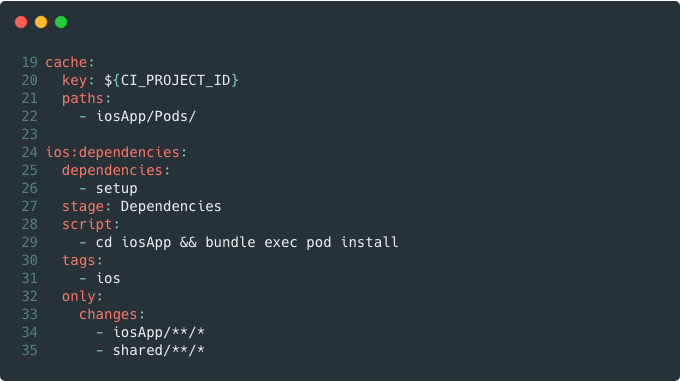 19 cache:
20   key: ${CI_PROJECT_ID}
21   paths:
22     - iosApp/Pods/
23
24 ios:dependencies:
25   dependencies:
26     - setup
27   stage: Dependencies
28   script:
29     - cd iosApp && bundle exec pod install
30   tags:
31     - ios
32   only:
33     changes:
34       - iosApp/**/*
35       - shared/**/*